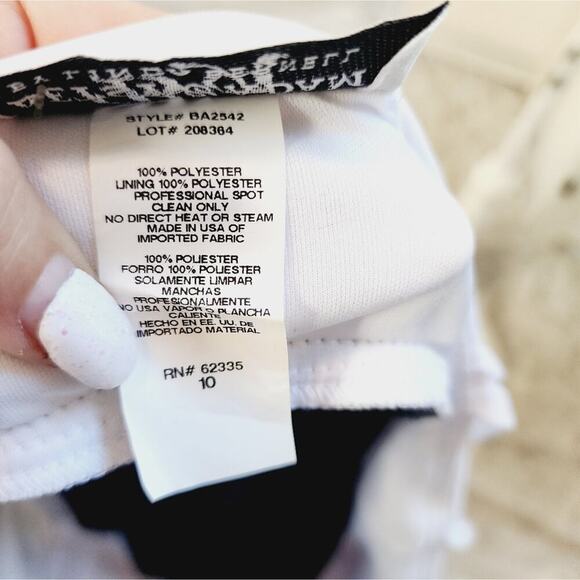 STYLE# BA2542
LOT# 208364
100% POLYESTER
LINING 100% POLYESTER
PROFESSIONAL SPOT
CLEAN ONLY
NO DIRECT HEAT OR STEAM
MADE IN USA OF
IMPORTED FABRIC
100% POLIESTER
FORRO 100% POLIESTER
SOLAMENTE LIMPIAR
MANCHAS
PROFESIONALMENTE
NO USA VAPOR O PLANCHA
CALIENTE
HECHO EN EE. UU. DE
IMPORTADO MATERIAL
RN# 62335
10